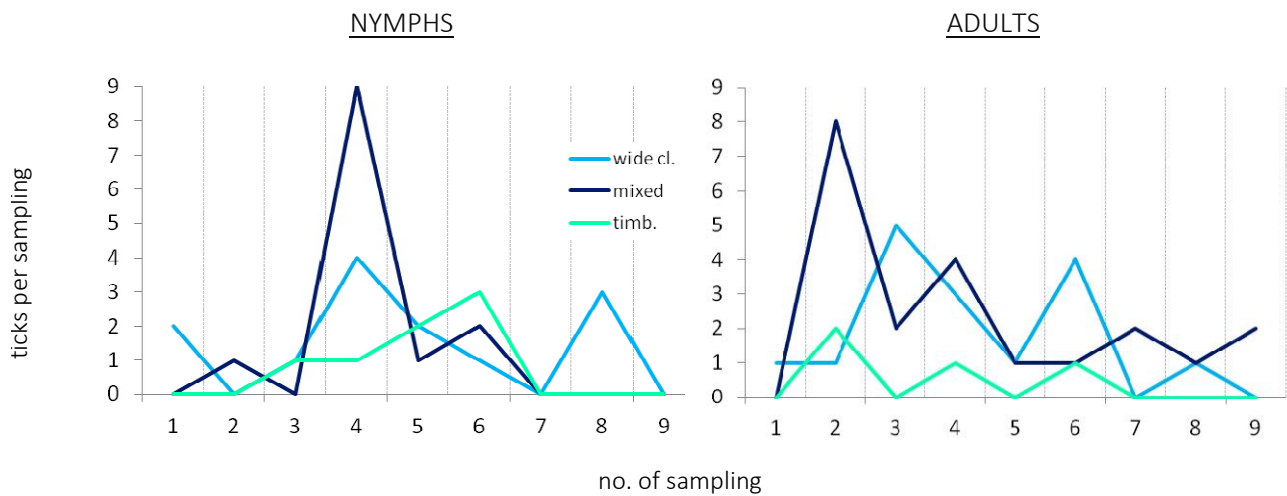 NYMPHS
ADULTS
ticks per sampling
9
8
7
6
5
4
3
2
1
0
1 2 3 4 5 6 7 8 9
wide cl.
mixed
timb.
9
8
7
6
5
4
3
2
1
0
1 2 3 4 5 6 7 8 9
no. of sampling